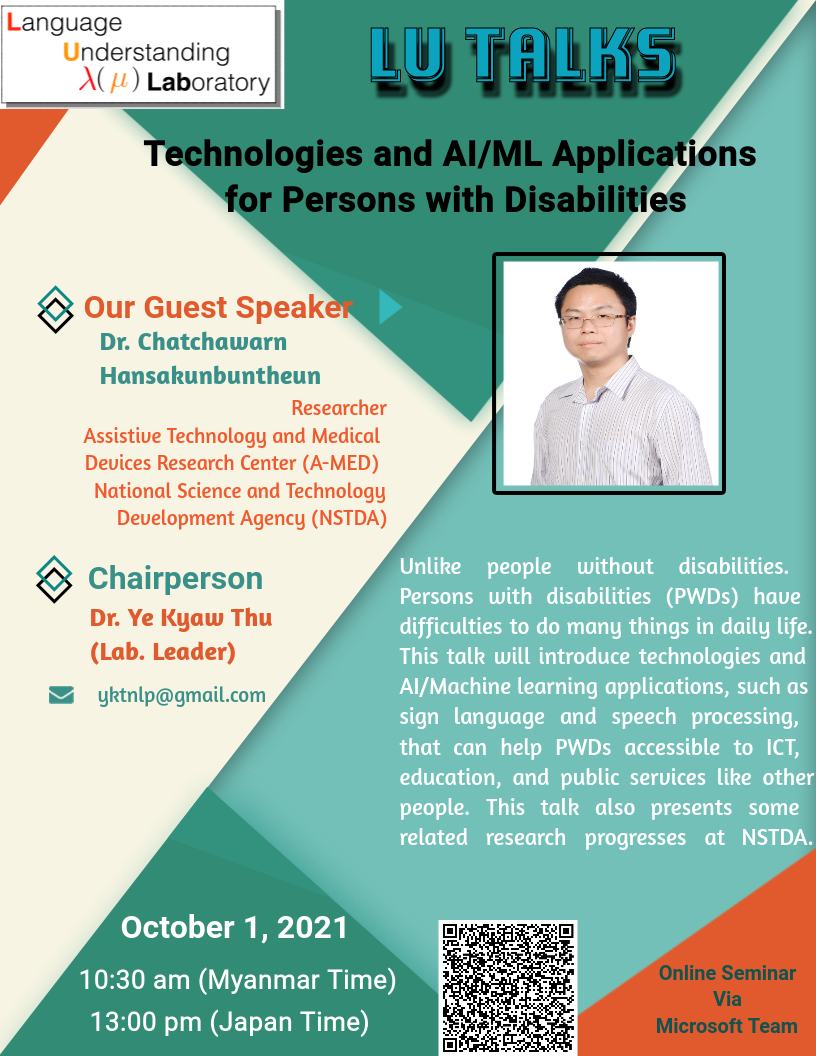 Language
Understanding
λ(μ) Laboratory
LU TALKS
Technologies and AI/ML Applications
for Persons with Disabilities
Our Guest Speaker
Dr. Chatchawarn
Hansakunbuntheun
Researcher
Assistive Technology and Medical
Devices Research Center (A-MED)
National Science and Technology
Development Agency (NSTDA)
Chairperson
Dr. Ye Kyaw Thu
(Lab. Leader)
yktnlp@gmail.com
Unlike people without disabilities.
Persons with disabilities (PWDs) have
difficulties to do many things in daily life.
This talk will introduce technologies and
AI/Machine learning applications, such as
sign language and speech processing,
that can help PWDs accessible to ICT,
education, and public services like other
people. This talk also presents some
related research progresses at NSTDA.
October 1, 2021
10:30 am (Myanmar Time)
13:00 pm (Japan Time)
Online Seminar
Via
Microsoft Team